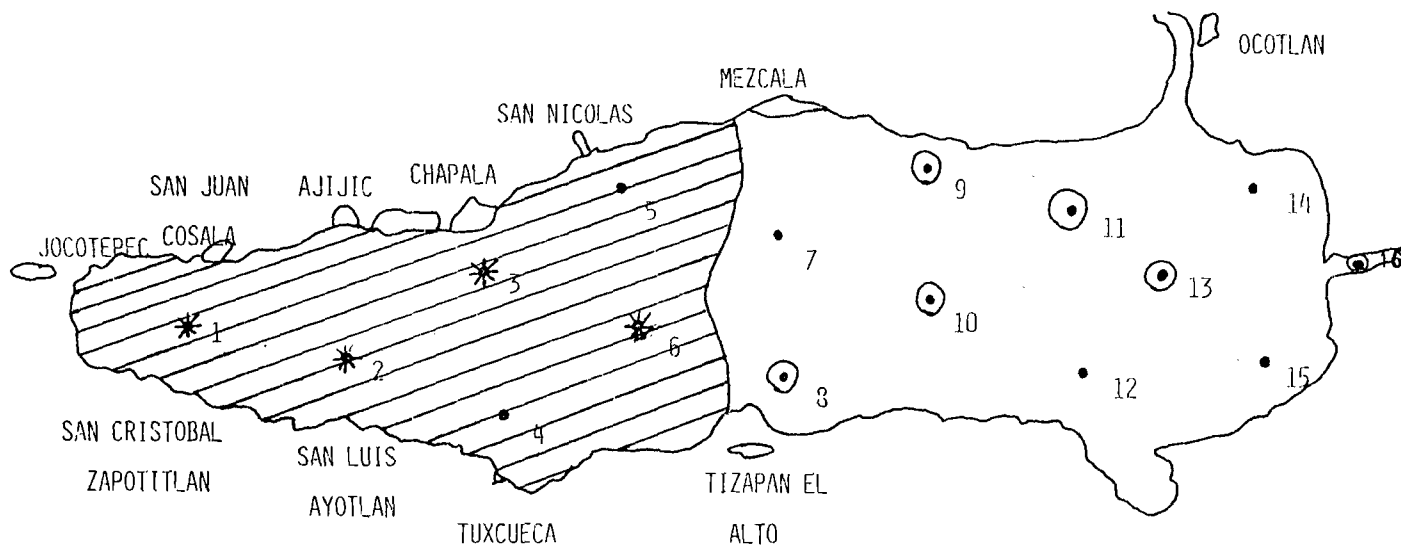 OCOTLAN
MEZCALA
SAN NICOLAS
CHAPALA
AJIJIC
SAN JUAN
COSALA
JOCOTEPEC
1
2
3
4
5
6
7
8
9
10
11
12
13
14
15
16
SAN CRISTOBAL
ZAPOTITLAN
SAN LUIS
AYOTLAN
TUXCUECA
TIZAPAN EL
ALTO